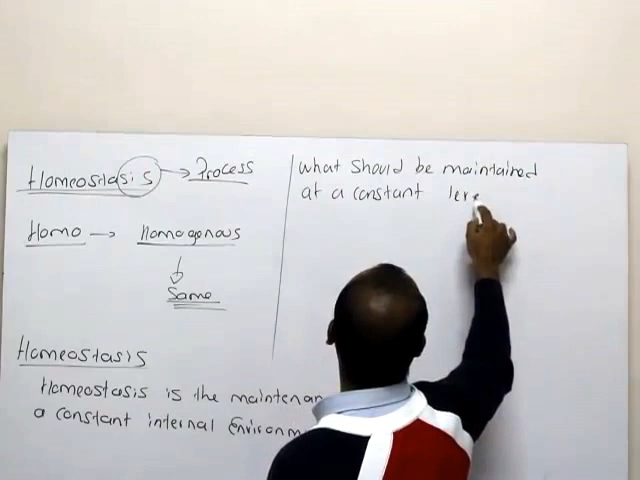 Homeostasis → Process
Homo → Homogenous
↓
Same
Homeostasis
Homeostasis is the maintenan
a constant internal Environm
What should be maintained
at a constant leve